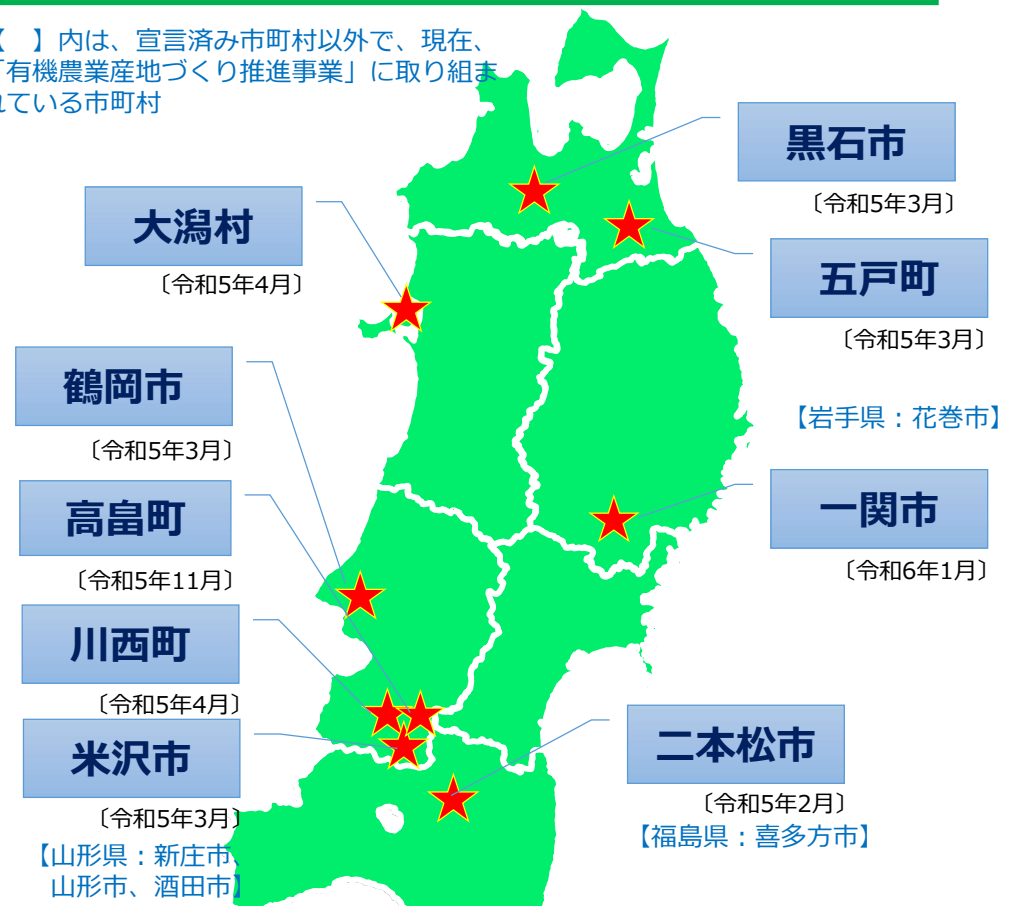 【　】内は、宣言済み市町村以外で、現在、
「有機農業産地づくり推進事業」に取り組ま
れている市町村
黒石市
〔令和5年3月〕
大潟村
〔令和5年4月〕
五戸町
〔令和5年3月〕
鶴岡市
〔令和5年3月〕
【岩手県：花巻市】
高畠町
〔令和5年11月〕
一関市
〔令和6年1月〕
川西町
〔令和5年4月〕
米沢市
〔令和5年3月〕
二本松市
〔令和5年2月〕
【福島県：喜多方市】
【山形県：新庄市、
山形市、酒田市】